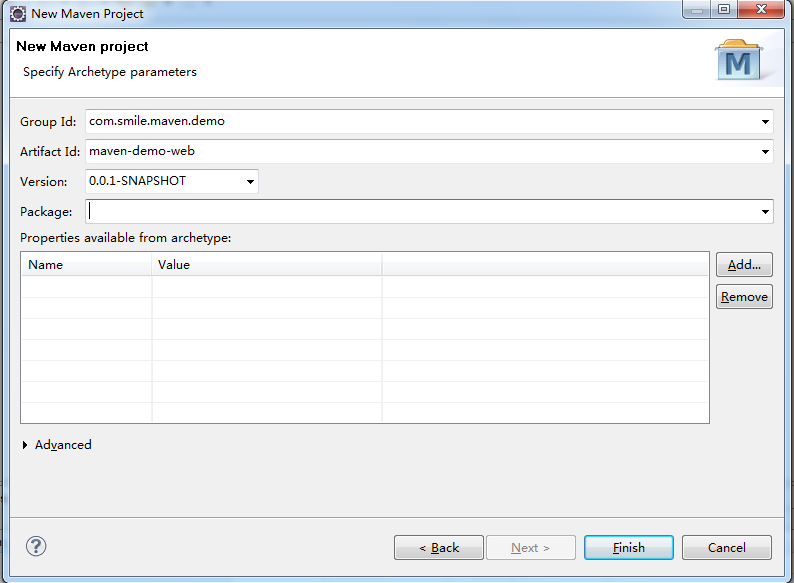 New Maven Project
New Maven project
Specify Archetype parameters
M
Group Id: com.smile.maven.demo
Artifact Id: maven-demo-web
Version: 0.0.1-SNAPSHOT
Package:
Properties available from archetype:
Name Value
Add...
Remove
Advanced
? < Back Next > Finish Cancel